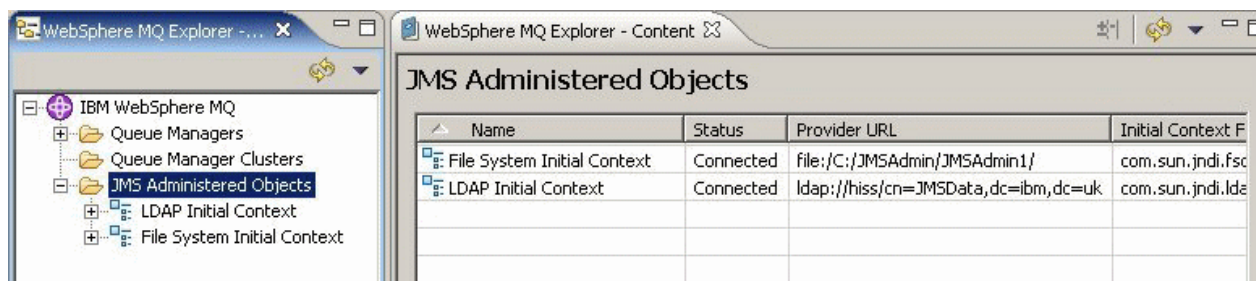 WebSphere MQ Explorer -...
IBM WebSphere MQ
Queue Managers
Queue Manager Clusters
JMS Administered Objects
LDAP Initial Context
File System Initial Context
WebSphere MQ Explorer - Content
JMS Administered Objects
Name Status Provider URL Initial Context F
File System Initial Context Connected file:/C:/JMSAdmin/JMSAdmin1/ com.sun.jndi.fsc
LDAP Initial Context Connected ldap://hiss/cn=JMSData,dc=ibm,dc=uk com.sun.jndi.lda